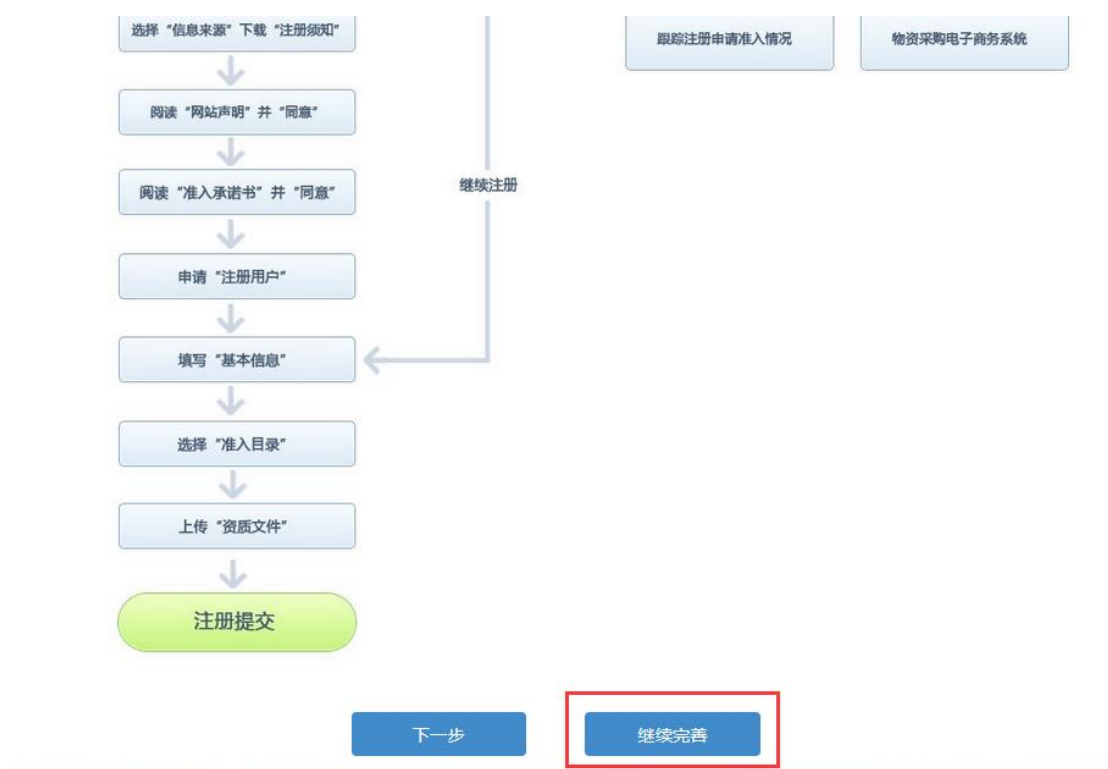 选择 “信息来源” 下载 “注册须知”
跟踪注册申请准入情况
物资采购电子商务系统
阅读 “网站声明” 并 “同意”
阅读 “准入承诺书” 并 “同意”
继续注册
申请 “注册用户”
填写 “基本信息”
选择 “准入目录”
上传 “资质文件”
注册提交
下一步
继续完善